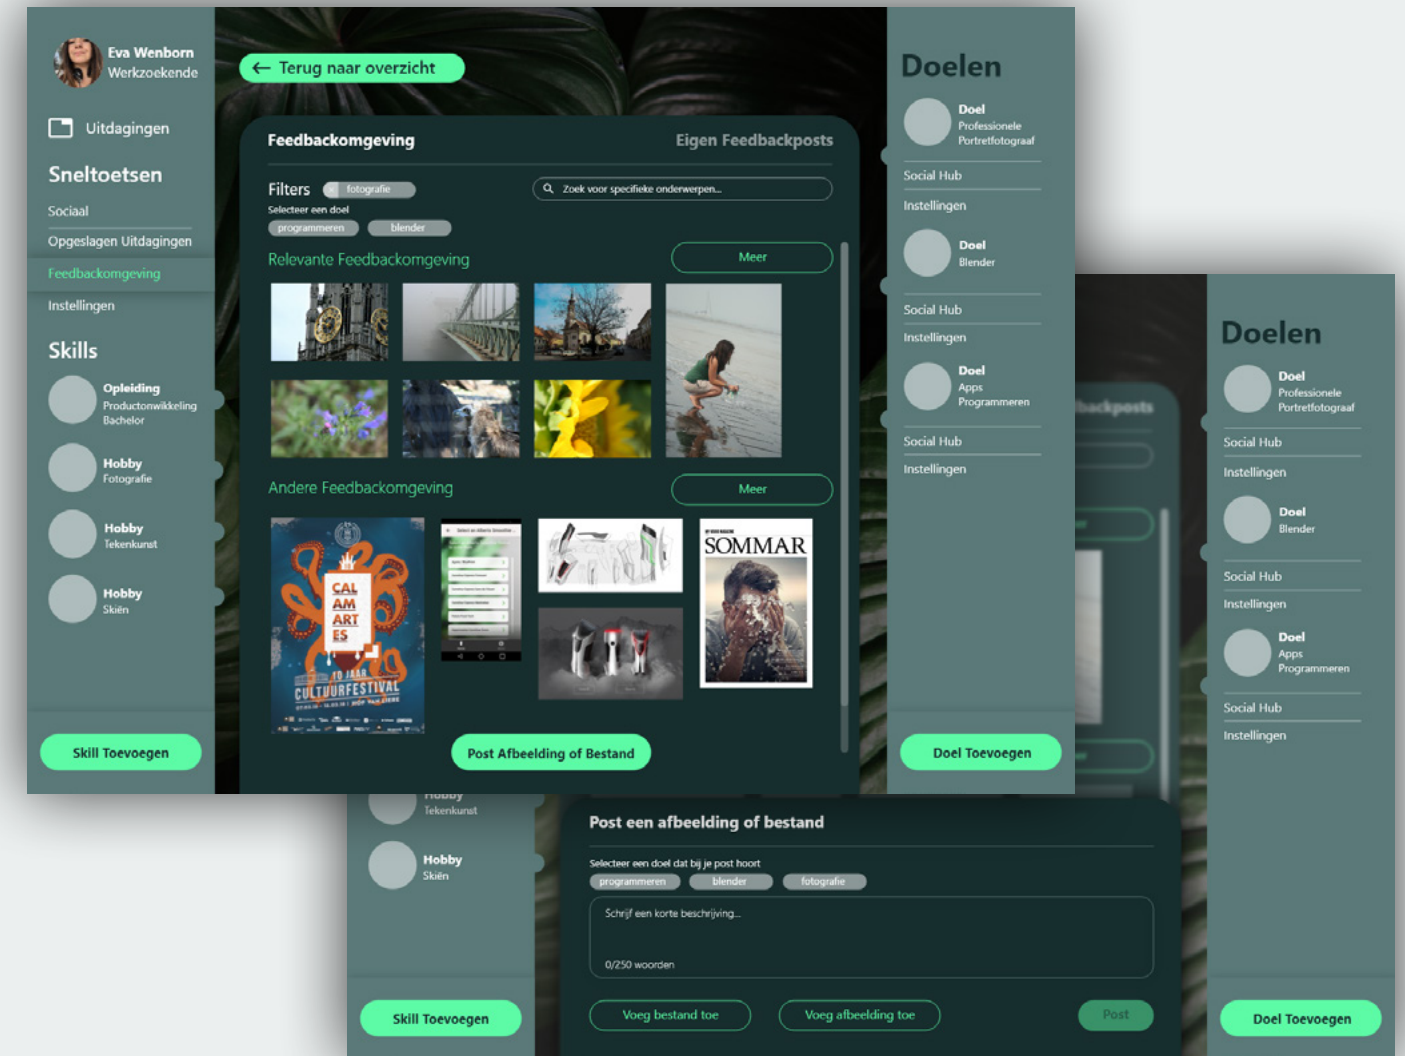 Eva Wenborn
Werkzoekende
Uitdagingen
Sneltoetsen
Sociaal
Opgeslagen Uitdagingen
Feedbackomgeving
Instellingen
Skills
Opleiding
Productonwikkeling
Bachelor
Hobby
Fotografie
Hobby
Tekenkunst
Hobby
Skiën
Skill Toevoegen
← Terug naar overzicht
Feedbackomgeving
Eigen Feedbackposts
Filters
fotografie
Zoek voor specifieke onderwerpen...
Selecteer een doel
programmeren
blender
Relevante Feedbackomgeving
Meer
Andere Feedbackomgeving
Meer
CAL
AM
ART
ES
10 JAAR
CULTUURFESTIVAL
SOMMAR
Post Afbeelding of Bestand
Doelen
Doel
Professionele
Portretfotograaf
Social Hub
Instellingen
Doel
Blender
Social Hub
Instellingen
Doel
Apps
Programmeren
Social Hub
Instellingen
Doel Toevoegen
Hobby
Tekenkunst
Hobby
Skiën
Skill Toevoegen
backposts
Post een afbeelding of bestand
Selecteer een doel dat bij je post hoort
programmeren
blender
fotografie
Schrijf een korte beschrijving...
0/250 woorden
Voeg bestand toe
Voeg afbeelding toe
Post
Doelen
Doel
Professionele
Portretfotograaf
Social Hub
Instellingen
Doel
Blender
Social Hub
Instellingen
Doel
Apps
Programmeren
Social Hub
Instellingen
Doel Toevoegen